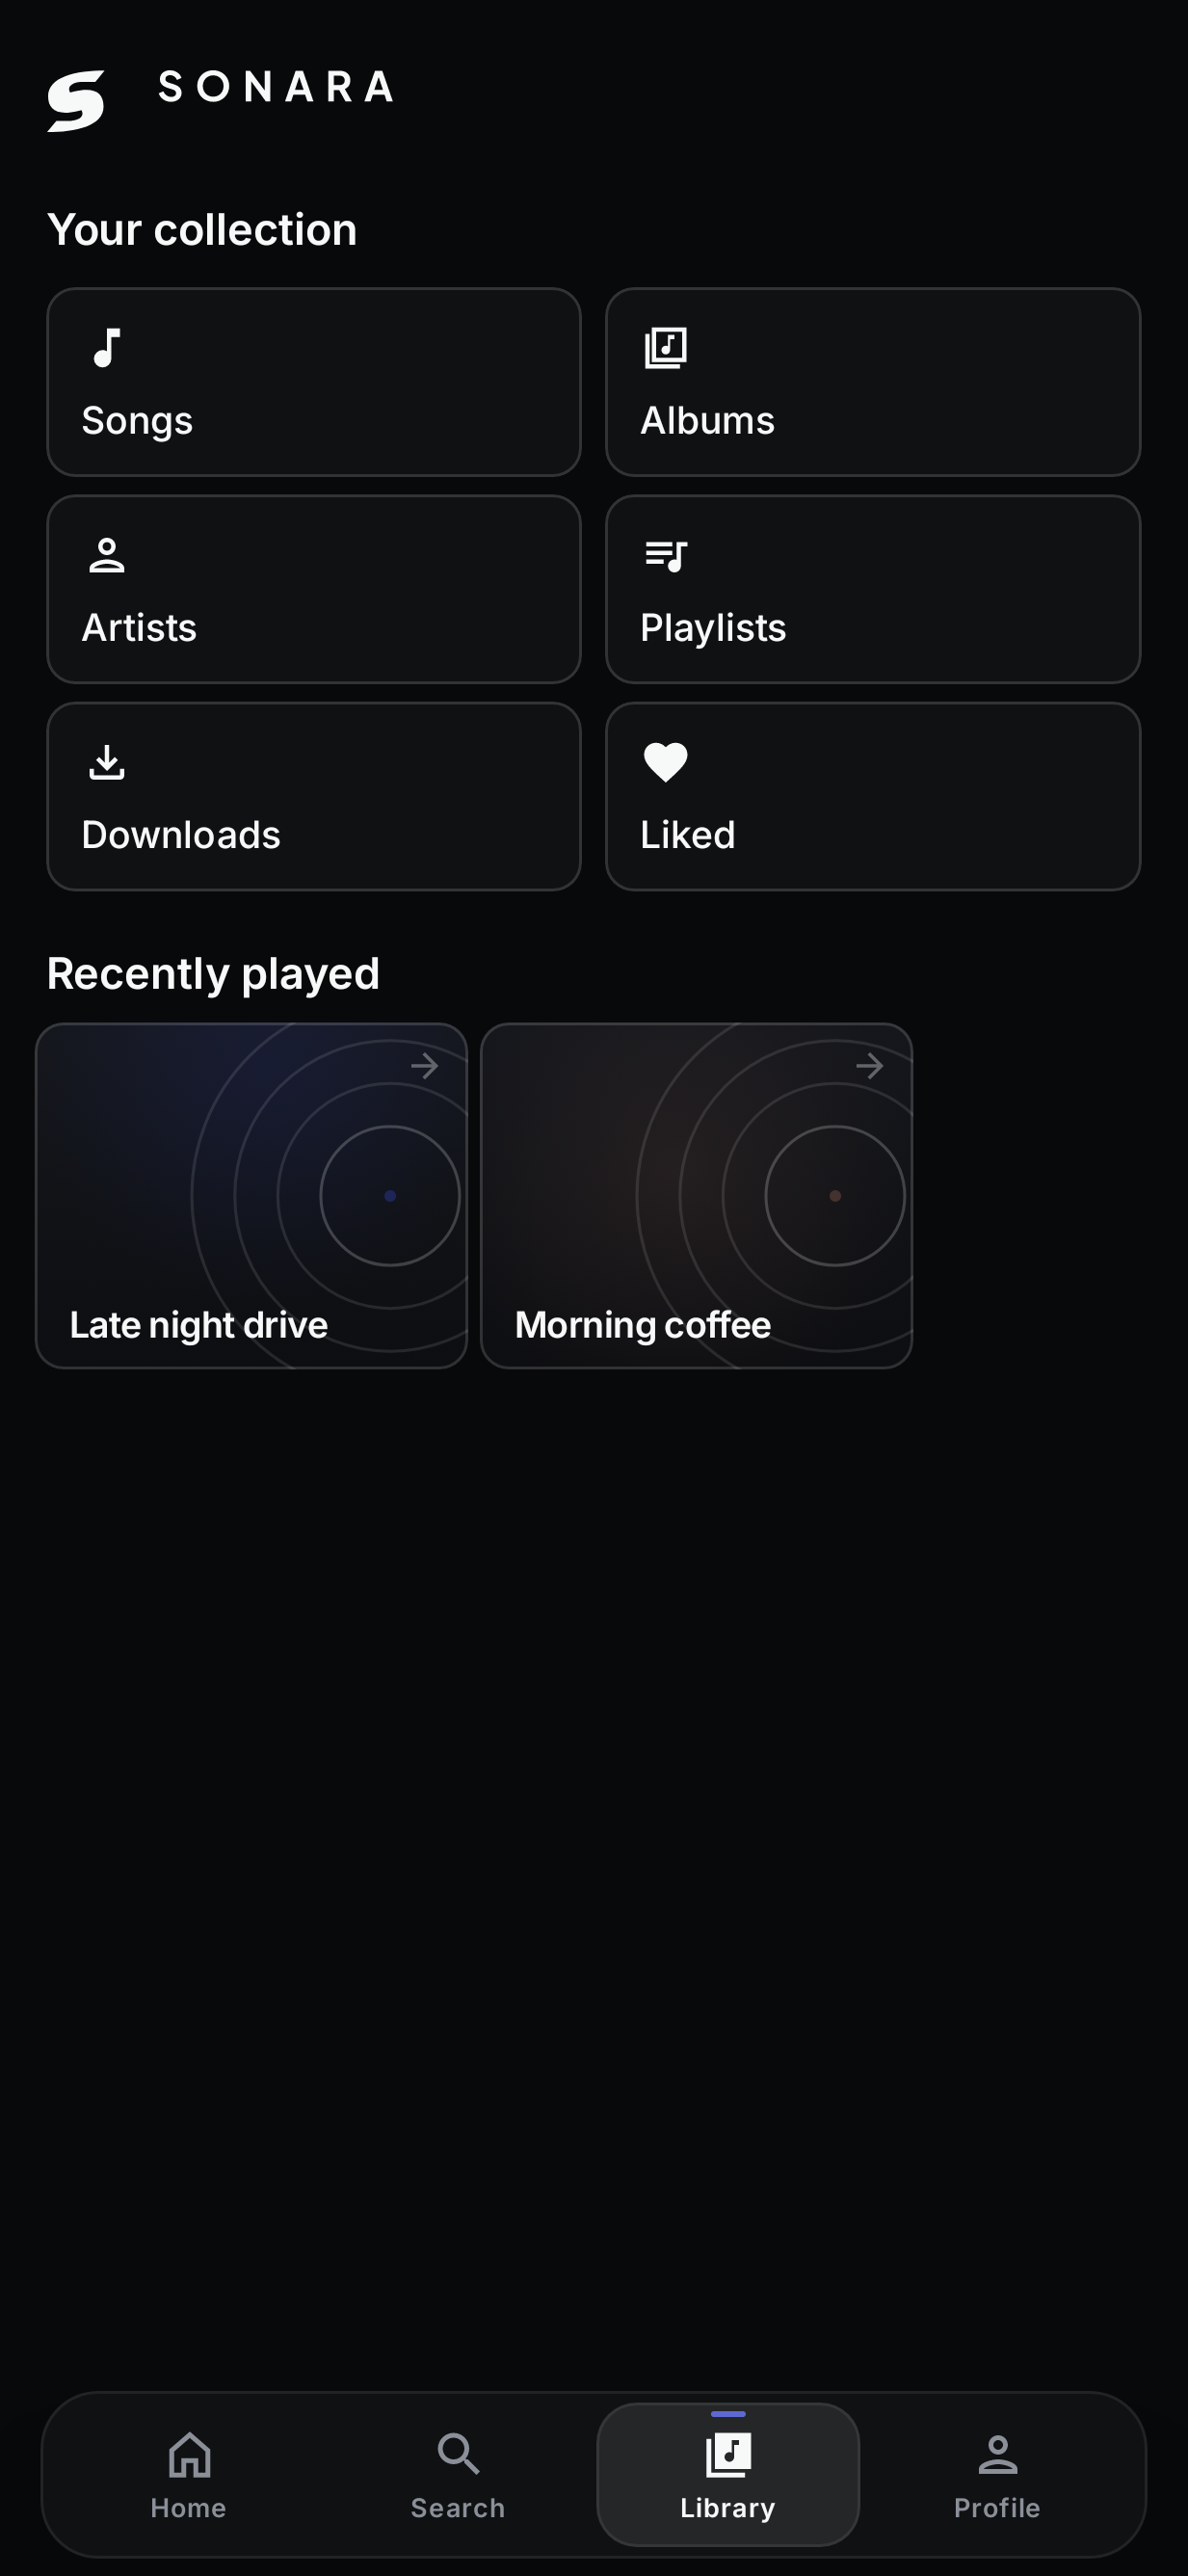 SONARA
Your collection
Songs
Albums
Artists
Playlists
Downloads
Liked
Recently played
Late night drive
Morning coffee
Home
Search
Library
Profile